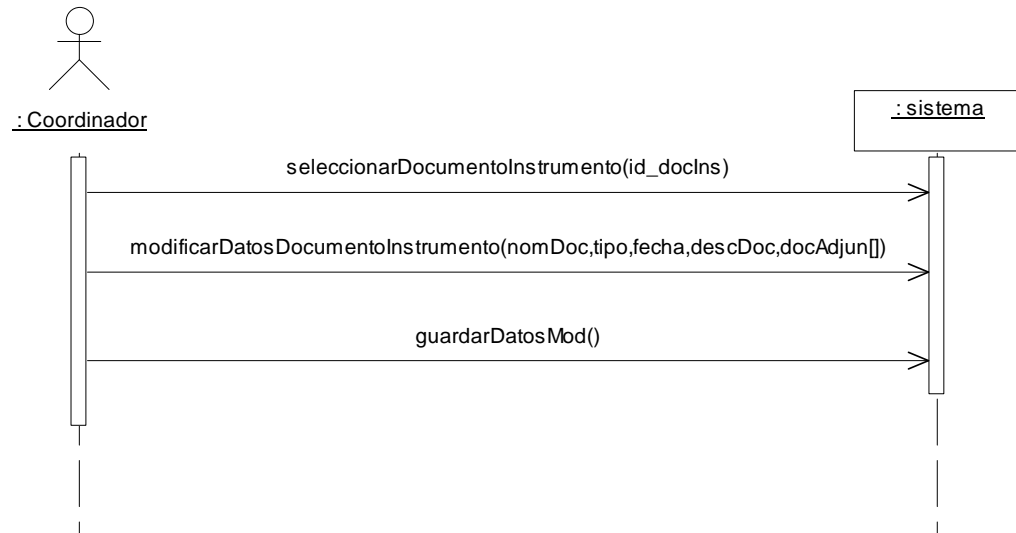 : Coordinador
: sistema
seleccionarDocumentoInstrumento(id_docIns)
modificarDatosDocumentoInstrumento(nomDoc,tipo,fecha,descDoc,docAdjun[])
guardarDatosMod()